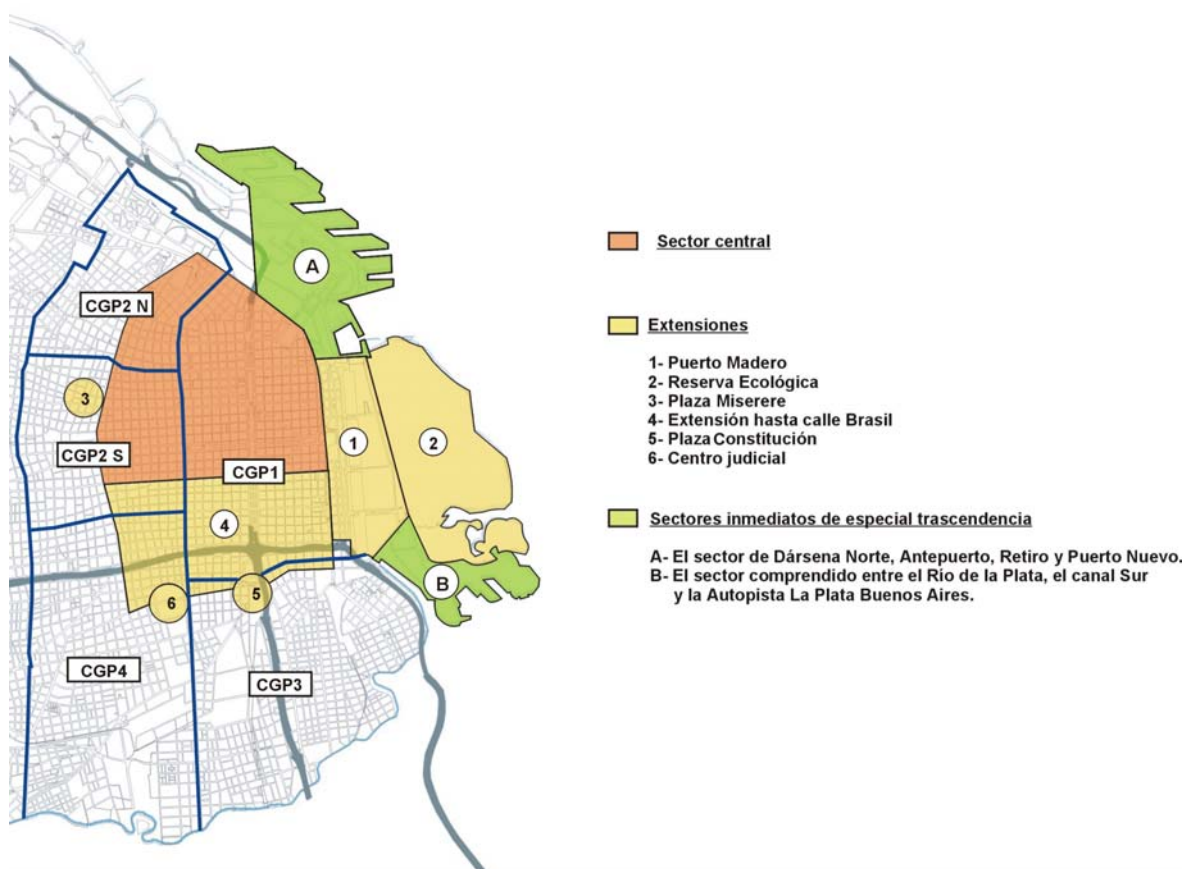 A
CGP2 N
3
CGP2 S
1
2
CGP1
4
B
6
5
CGP4
CGP3
Sector central
Extensiones
1- Puerto Madero
2- Reserva Ecológica
3- Plaza Miserere
4- Extensión hasta calle Brasil
5- Plaza Constitución
6- Centro judicial
Sectores inmediatos de especial trascendencia
A- El sector de Dársena Norte, Antepuerto, Retiro y Puerto Nuevo.
B- El sector comprendido entre el Río de la Plata, el canal Sur
y la Autopista La Plata Buenos Aires.